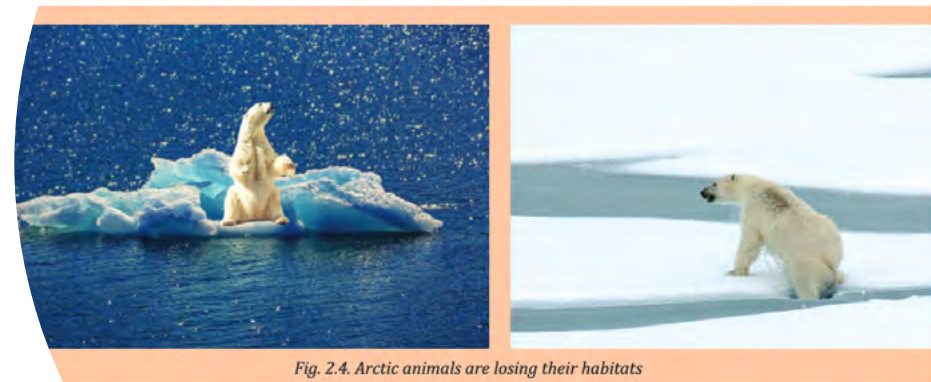 Fig. 2.4. Arctic animals are losing their habitats